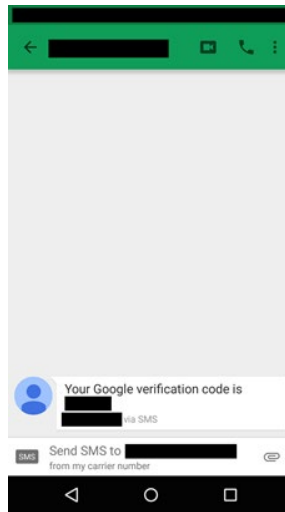 Your Google verification code is
via SMS
SMS
Send SMS to
from my carrier number